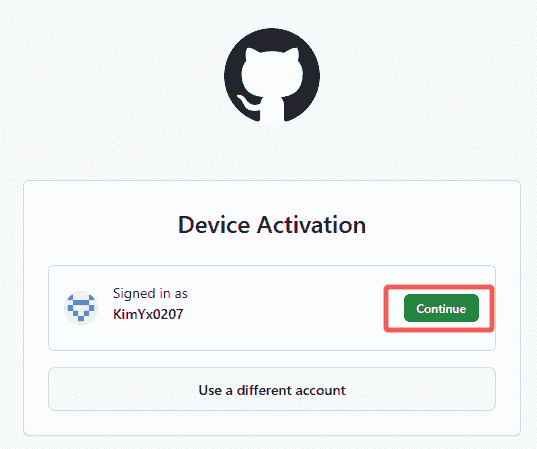 Device Activation
Signed in as
KimYx0207
Continue
Use a different account